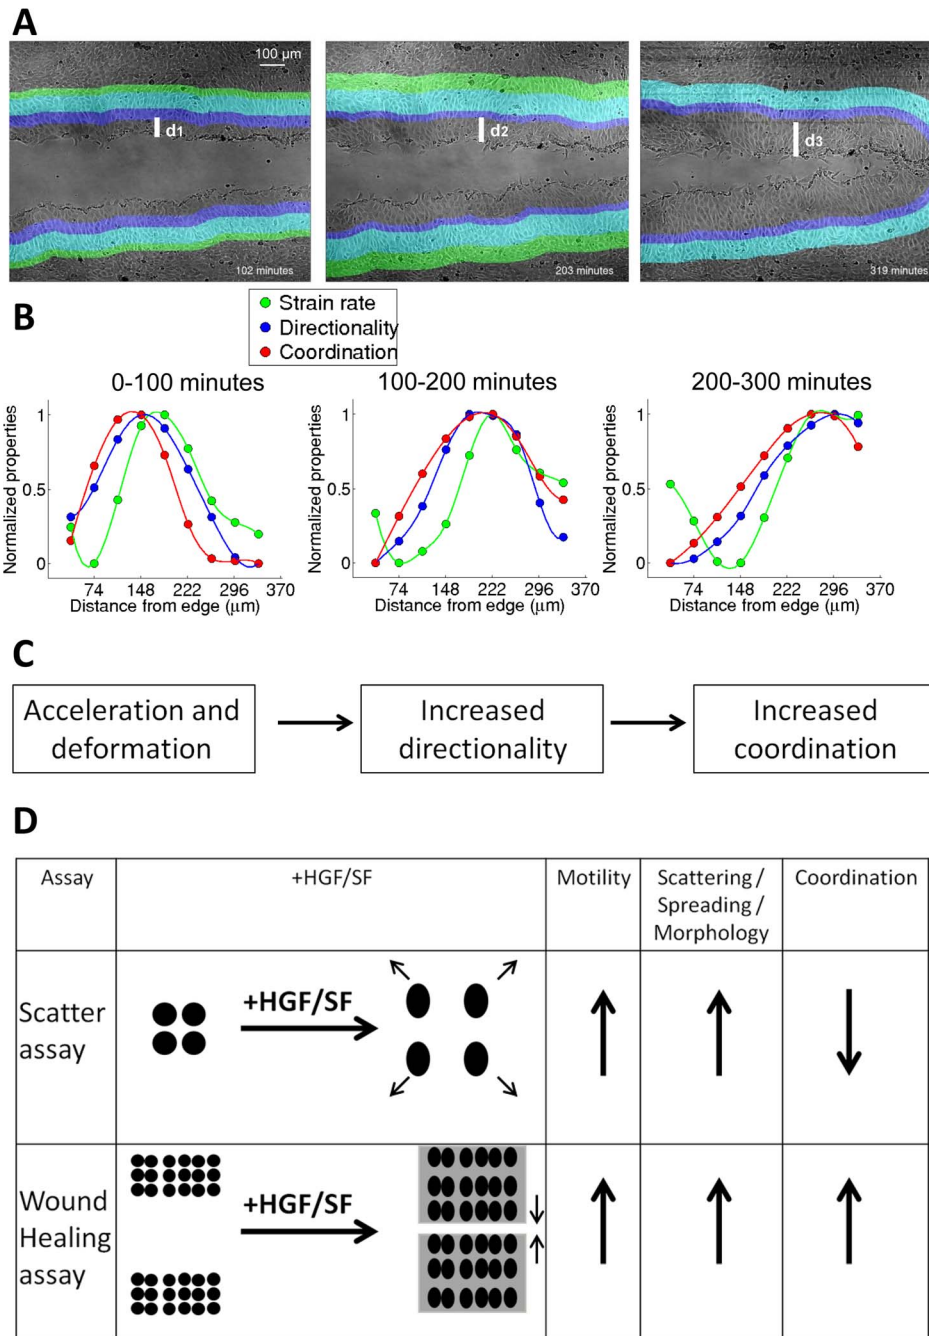 A
100 µm
d1
102 minutes
d2
203 minutes
d3
319 minutes
B
Strain rate
Directionality
Coordination
0-100 minutes
100-200 minutes
200-300 minutes
Normalized properties
1
0.5
0
74 148 222 296 370
Distance from edge (µm)
Normalized properties
1
0.5
0
74 148 222 296 370
Distance from edge (µm)
Normalized properties
1
0.5
0
74 148 222 296 370
Distance from edge (µm)
C
Acceleration and
deformation
Increased
directionality
Increased
coordination
D
Assay
+HGF/SF
Motility
Scattering /
Spreading /
Morphology
Coordination
Scatter
assay
+HGF/SF
Wound
Healing
assay
+HGF/SF